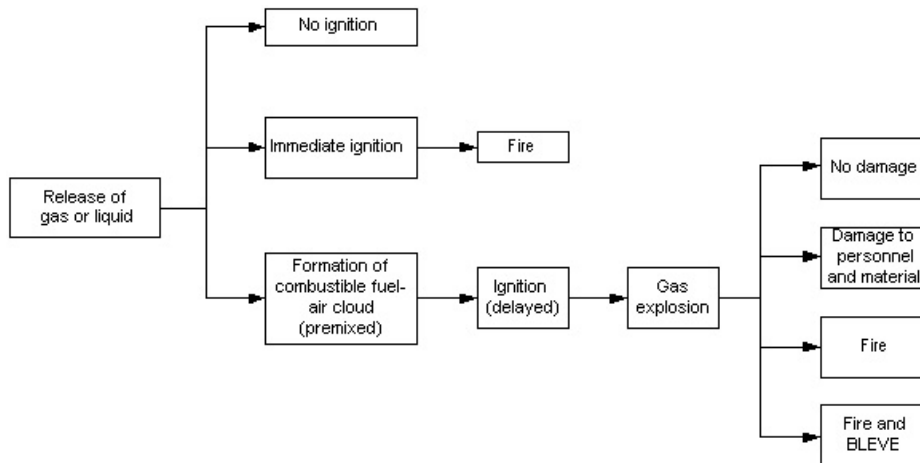 No ignition
Immediate ignition
Fire
Release of
gas or liquid
Formation of
combustible fuel-
air cloud
(premixed)
Ignition
(delayed)
Gas
explosion
No damage
Damage to
personnel
and material
Fire
Fire and
BLEVE